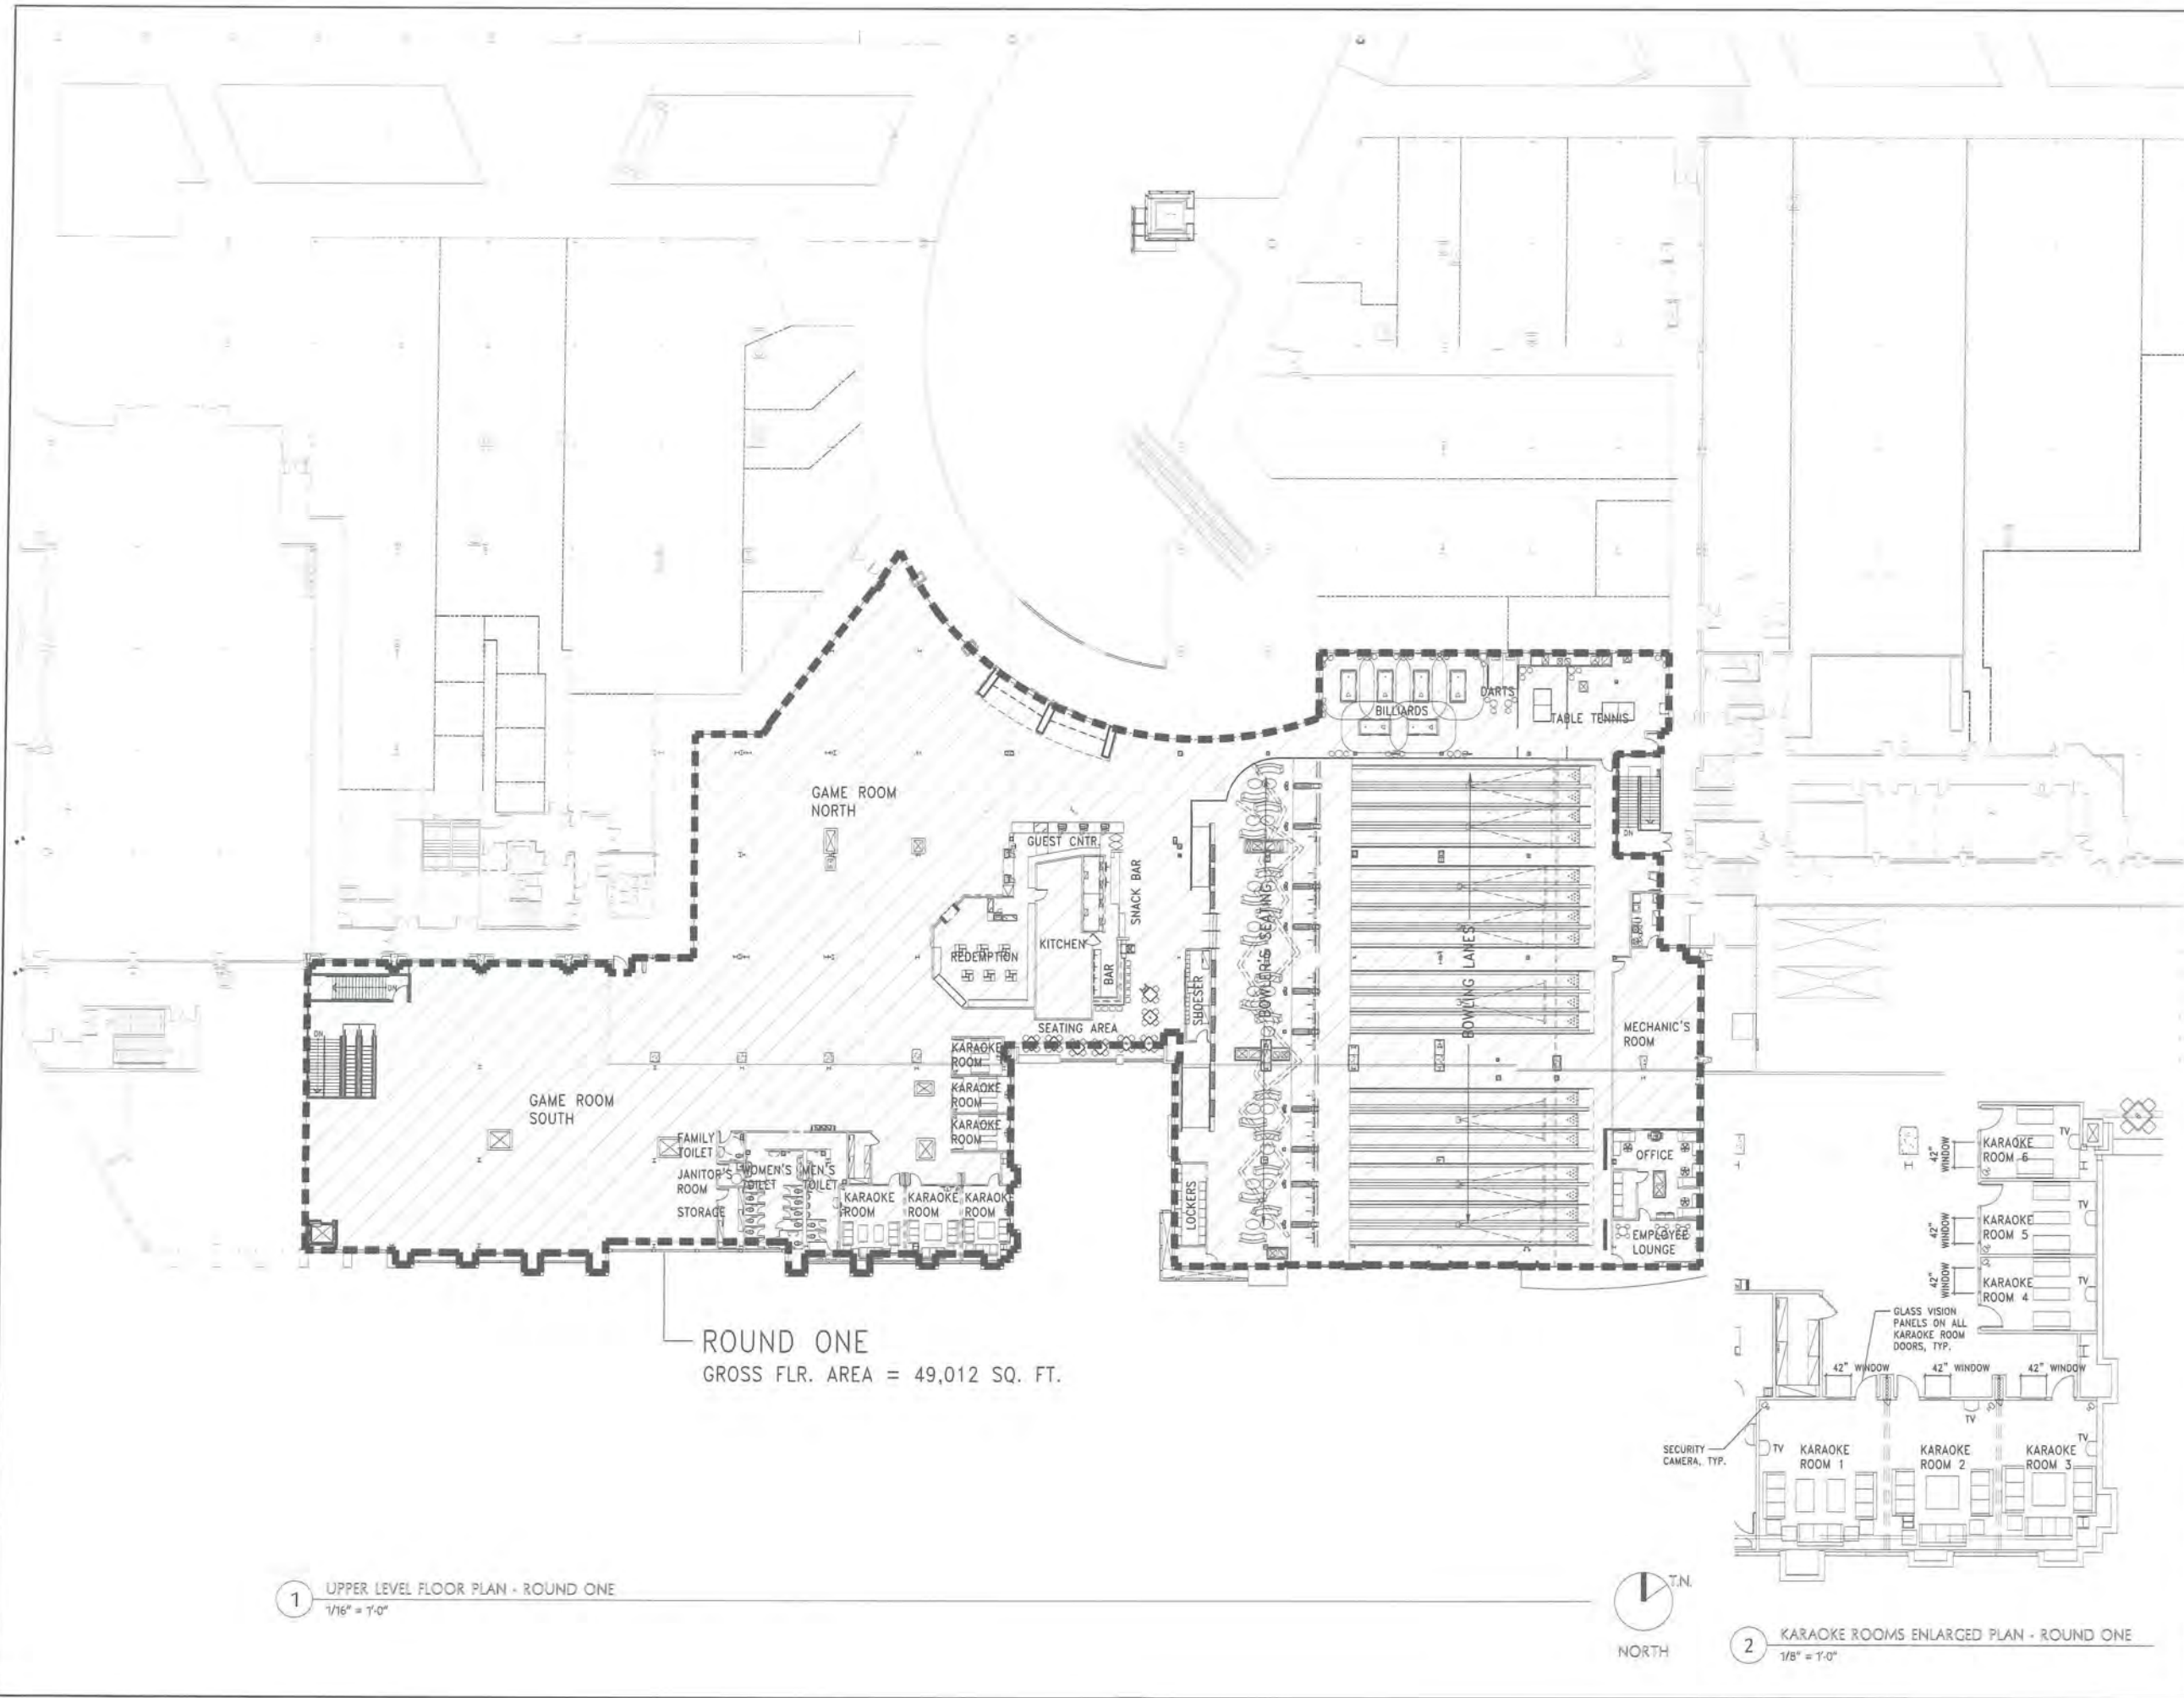 BILLIARDS
DARTS
TABLE TENNIS
GAME ROOM
NORTH
GUEST CNTR.
SNACK BAR
KITCHEN
BAR
REDEMPTION
SEATING AREA
SHOESER
BOWLER'S SEATING
BOWLING LANES
DN
DN
DN
MECHANIC'S
ROOM
OFFICE
EMPLOYEE
LOUNGE
LOCKERS
GAME ROOM
SOUTH
KARAOKE
ROOM
KARAOKE
ROOM
KARAOKE
ROOM
FAMILY
TOILET
JANITOR'S
ROOM
STORAGE
WOMEN'S
TOILET
MEN'S
TOILET
KARAOKE
ROOM
KARAOKE
ROOM
KARAOKE
ROOM
ROUND ONE
GROSS FLR. AREA = 49,012 SQ. FT.
1
UPPER LEVEL FLOOR PLAN - ROUND ONE
1/16" = 1'-0"
T.N.
NORTH
42"
WINDOW
KARAOKE
ROOM 6
TV
42"
WINDOW
KARAOKE
ROOM 5
TV
42"
WINDOW
KARAOKE
ROOM 4
TV
GLASS VISION
PANELS ON ALL
KARAOKE ROOM
DOORS, TYP.
42" WINDOW
42" WINDOW
42" WINDOW
SECURITY
CAMERA, TYP.
TV
KARAOKE
ROOM 1
TV
KARAOKE
ROOM 2
TV
KARAOKE
ROOM 3
2
KARAOKE ROOMS ENLARGED PLAN - ROUND ONE
1/8" = 1'-0"